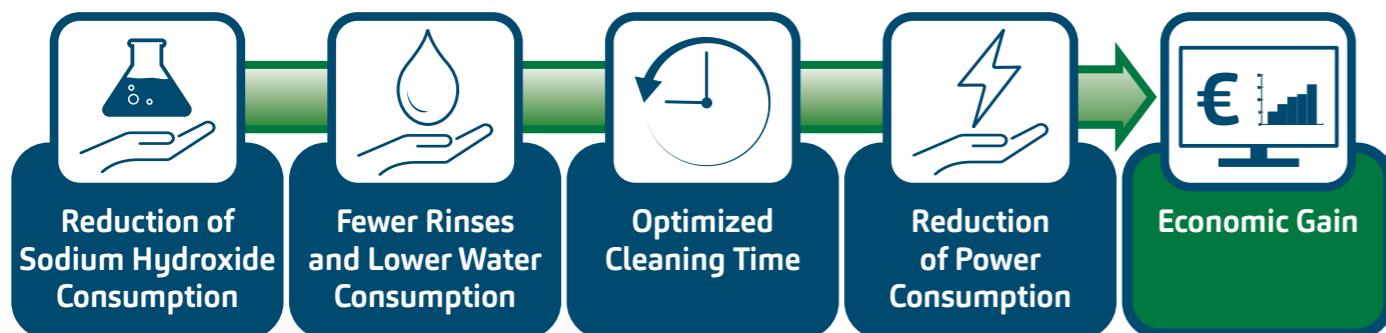 €
Reduction of
Sodium Hydroxide
Consumption
Fewer Rinses
and Lower Water
Consumption
Optimized
Cleaning Time
Reduction
of Power
Consumption
Economic Gain